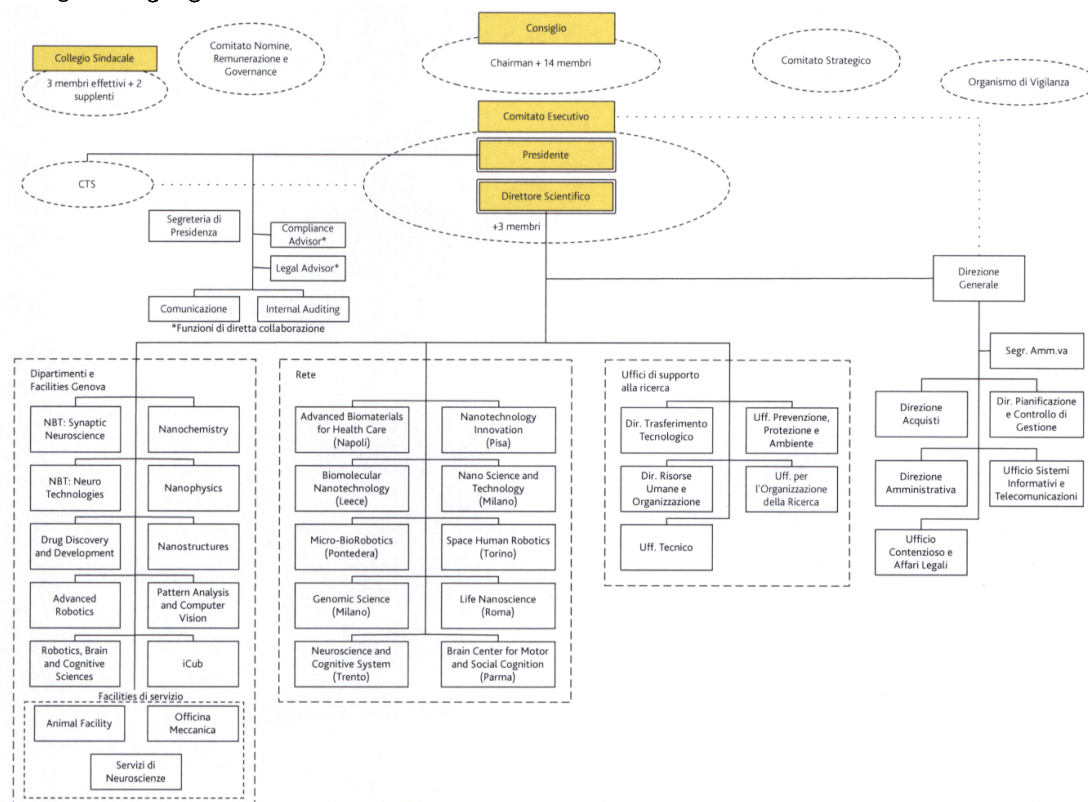 Consiglio
Chairman + 14 membri
Collegio Sindacale
3 membri effettivi + 2
supplenti
Comitato Nomine,
Remunerazione e
Governance
Comitato Strategico
Organismo di Vigilanza
Comitato Esecutivo
Presidente
Direttore Scientifico
+3 membri
CTS
Segreteria di
Presidenza
Compliance
Advisor*
Legal Advisor*
Comunicazione
Internal Auditing
*Funzioni di diretta collaborazione
Direzione
Generale
Segr. Amm.va
Direzione
Acquisti
Dir. Pianificazione
e Controllo di
Gestione
Direzione
Amministrativa
Ufficio Sistemi
Informativi e
Telecomunicazioni
Ufficio
Contenzioso e
Affari Legali
Dipartimenti e
Facilities Genova
NBT: Synaptic
Neuroscience
Nanochemistry
NBT: Neuro
Technologies
Nanophysics
Drug Discovery
and Development
Nanostructures
Advanced
Robotics
Pattern Analysis
and Computer
Vision
Robotics, Brain
and Cognitive
Sciences
iCub
Facilities di servizio
Animal Facility
Officina
Meccanica
Servizi di
Neuroscienze
Rete
Advanced Biomaterials
for Health Care
(Napoli)
Nanotechnology
Innovation
(Pisa)
Biomolecular
Nanotechnology
(Leece)
Nano Science and
Technology
(Milano)
Micro-BioRobotics
(Pontedera)
Space Human Robotics
(Torino)
Genomic Science
(Milano)
Life Nanoscience
(Roma)
Neuroscience and
Cognitive System
(Trento)
Brain Center for Motor
and Social Cognition
(Parma)
Uffici di supporto
alla ricerca
Dir. Trasferimento
Tecnologico
Uff. Prevenzione,
Protezione e
Ambiente
Dir. Risorse
Umane e
Organizzazione
Uff. per
l'Organizzazione
della Ricerca
Uff. Tecnico